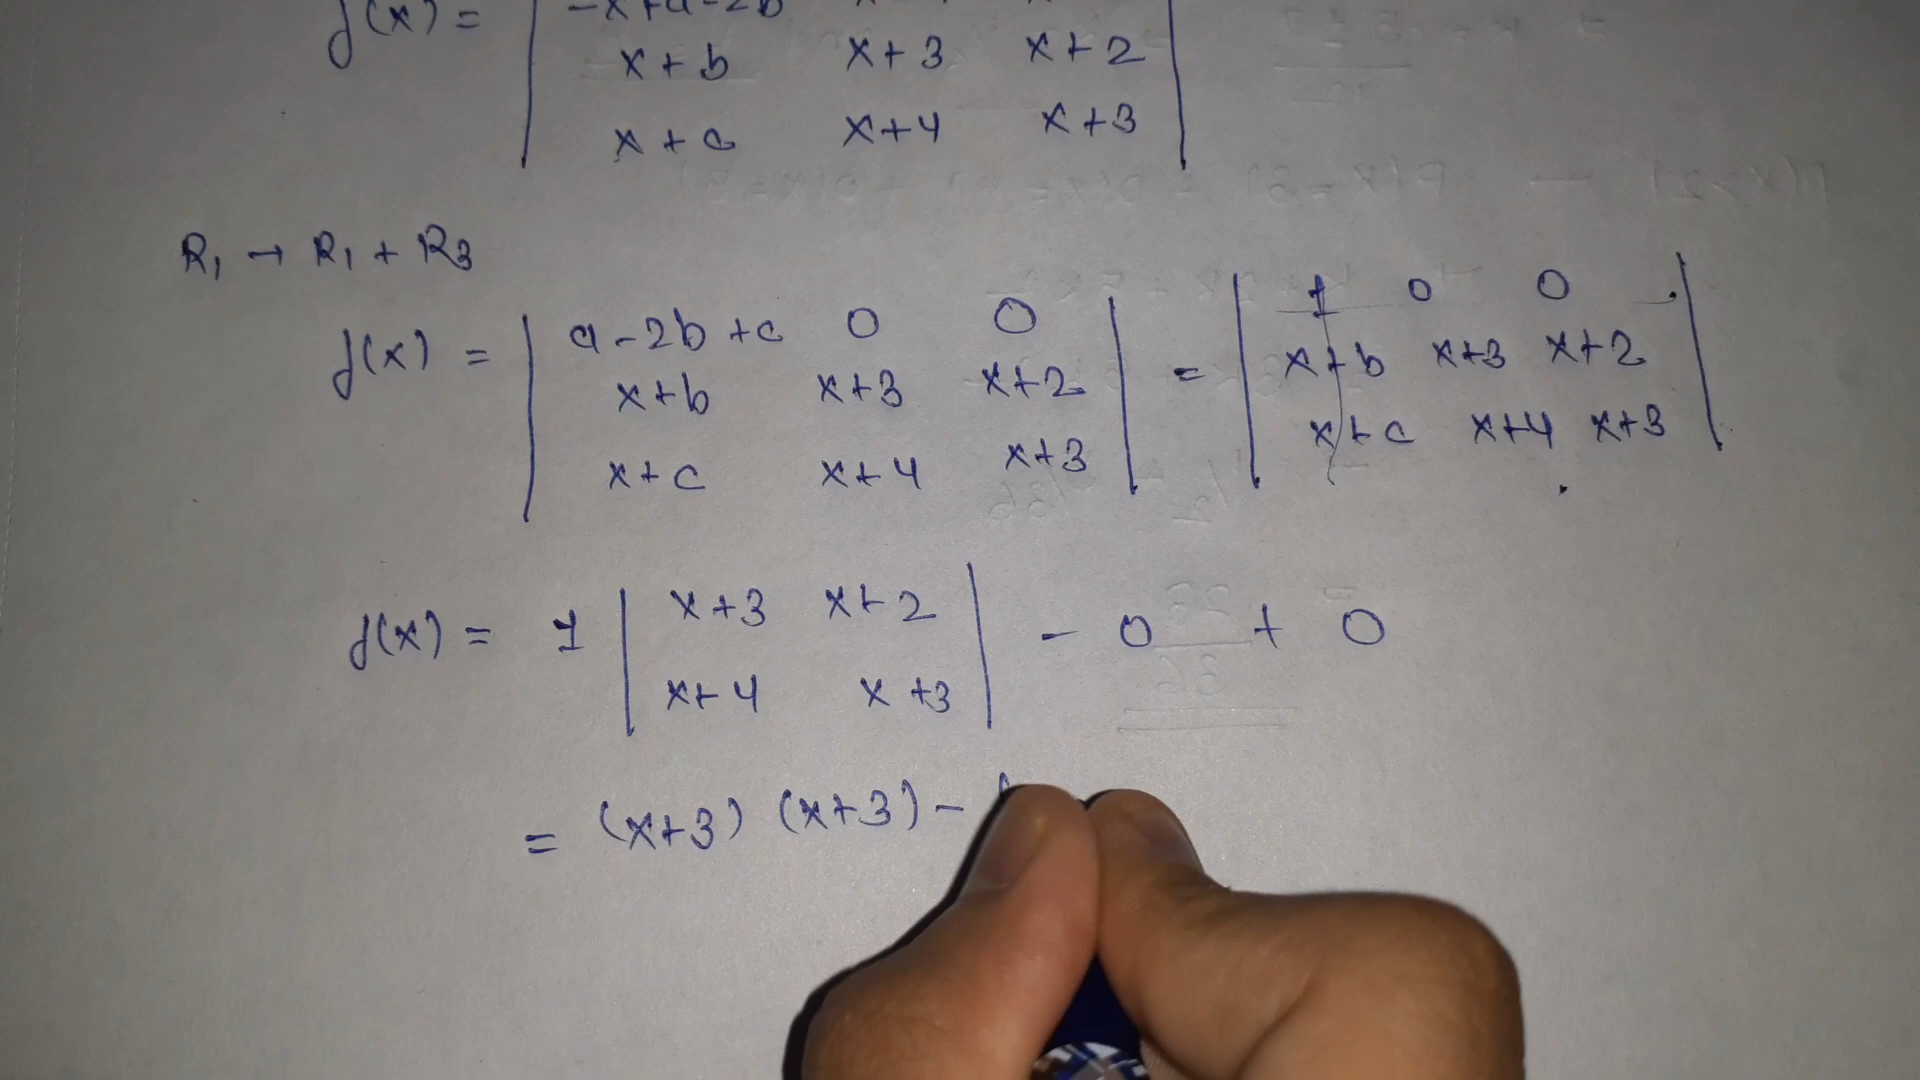 f(x) = | -x+a-2b
x+b x+3 x+2
x+c x+4 x+3 |
R₁ → R₁ + R₃
f(x) = | a-2b+c 0 0 | = | 1 0 0 |
x+b x+3 x+2 x+b x+3 x+2
x+c x+4 x+3 x+c x+4 x+3
f(x) = 1 | x+3 x+2 | - 0 + 0
x+4 x+3
= (x+3) (x+3) - (